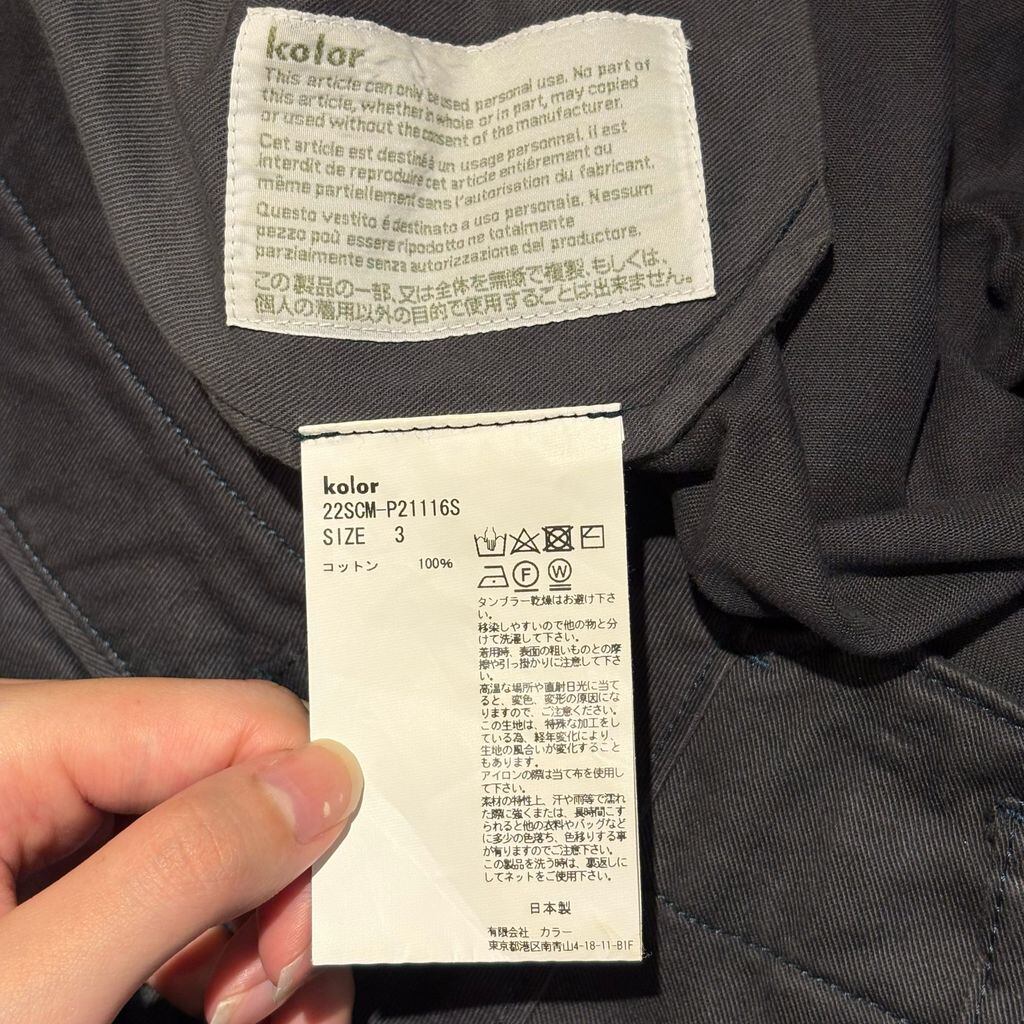 kolor
This article can only be used personal use. No part of
this article, whether in whole or in part, may copied
or used without the consent of the manufacturer.
Cet article est destiné à un usage personnel. il est
interdit de reproduire cet article entiérement ou
même partiellement sans l'autorisation du fabricant.
Questo vestito é destinato a uso personale. Nessum
pezzo poù essere ripodotto ne totalmente
parzialmente senza autorizzazione del productore.
この製品の一部、又は全体を無断で複製、もしくは、
個人の着用以外の目的で使用することは出来ません。
kolor
22SCM-P21116S
SIZE 3
コットン 100%
F W
タンブラー乾燥はお避け下さ
い。
移染しやすいので他の物と分
けて洗濯して下さい。
着用時、表面の粗いものとの摩
擦や引っ掛かりに注意して下さ
い。
高温な場所や直射日光に当て
ると、変色、変形の原因にな
りますので、ご注意ください。
この生地は、特殊な加工をし
ている為、経年変化により、
生地の風合いが変化すること
もあります。
アイロンの際は当て布を使用し
て下さい。
素材の特性上、汗や雨等で濡れ
た際に強くまたは、長時間こす
られると他の衣料やバッグなど
に多少の色落ち、色移りする事
が有りますのでご注意下さい。
この製品を洗う時は、裏返しに
してネットをご使用下さい。
日本製
有限会社 カラー
東京都港区南青山4-18-11-B1F